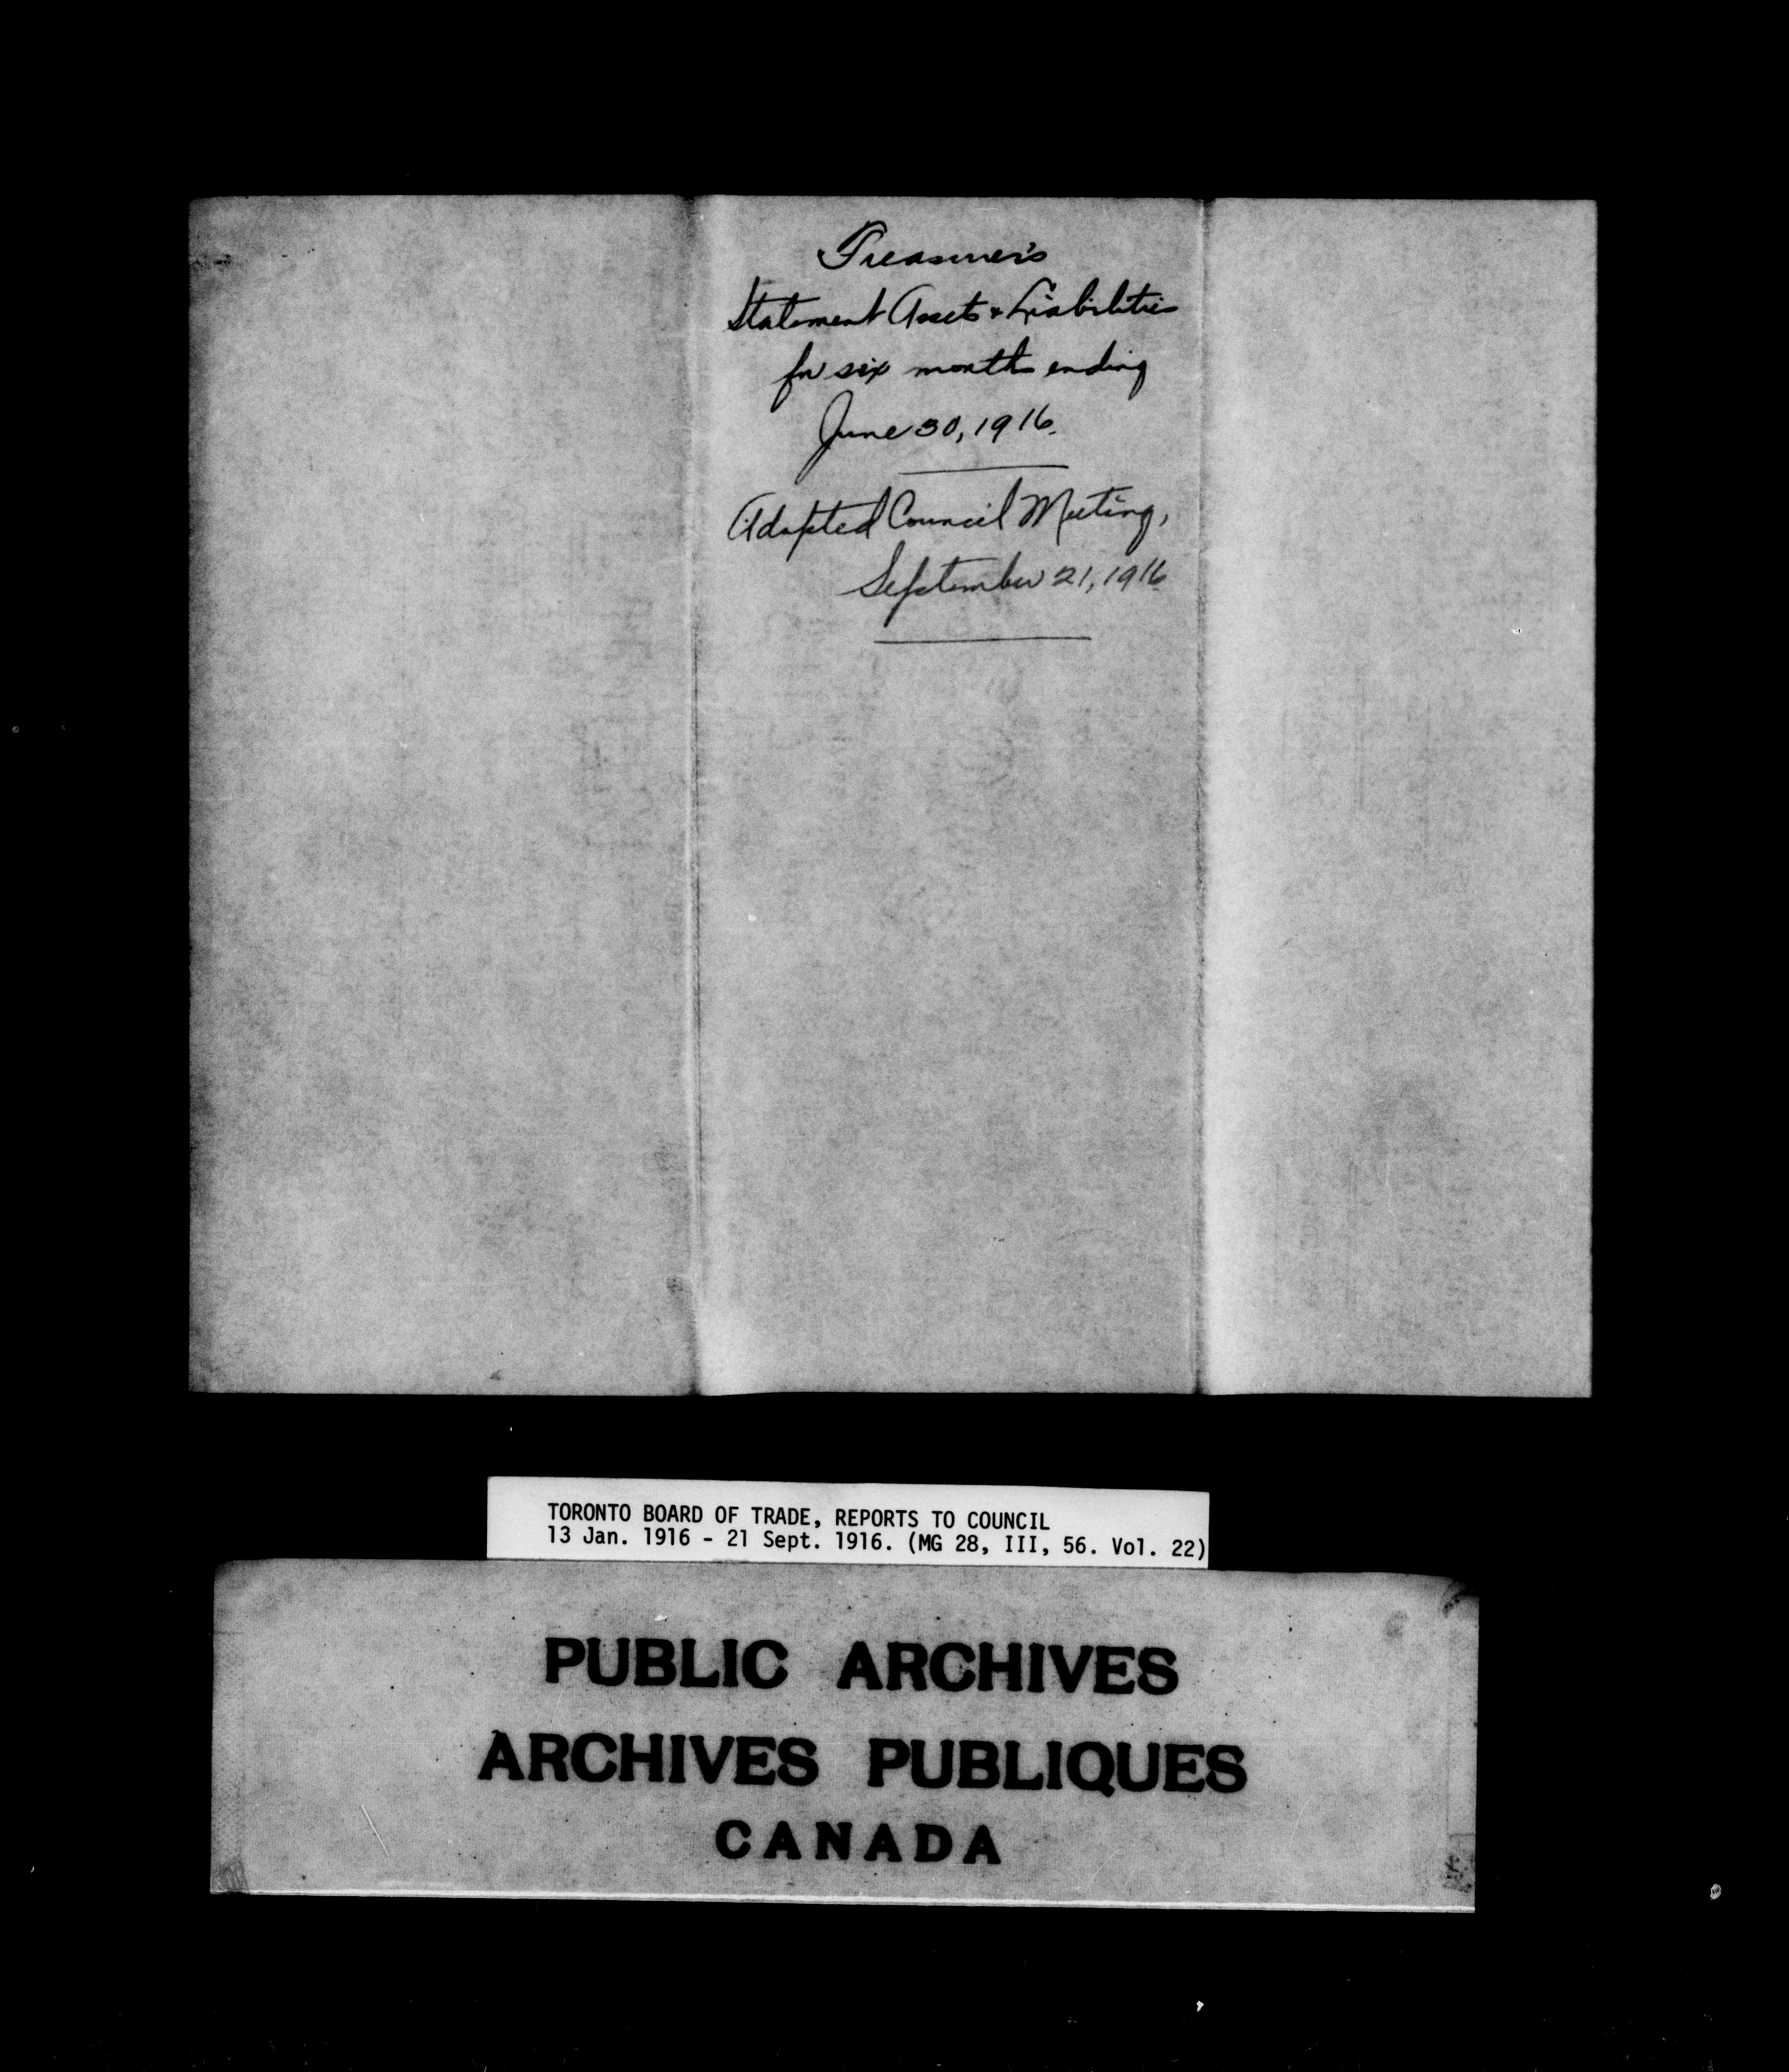 Treasurer's
Statement Assets & Liabilities
for six months ending
June 30, 1916.
Adopted Council Meeting,
September 21, 1916
TORONTO BOARD OF TRADE, REPORTS TO COUNCIL
13 Jan. 1916 - 21 Sept. 1916. (MG 28, III, 56. Vol. 22)
PUBLIC ARCHIVES
ARCHIVES PUBLIQUES
CANADA